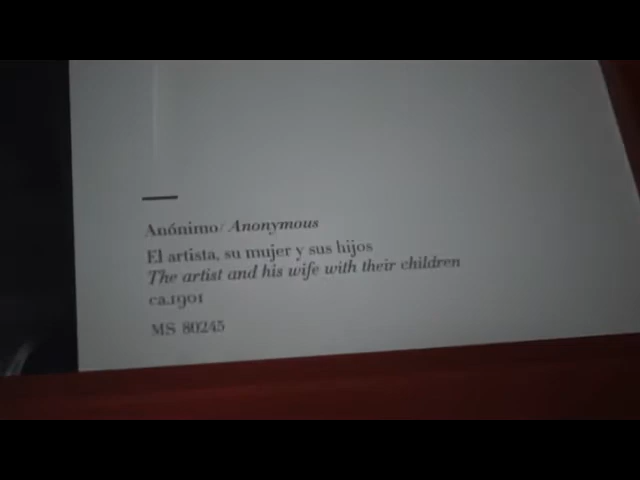 Anónimo/ Anonymous
El artista, su mujer y sus hijos
The artist and his wife with their children
ca.1901
MS 80245